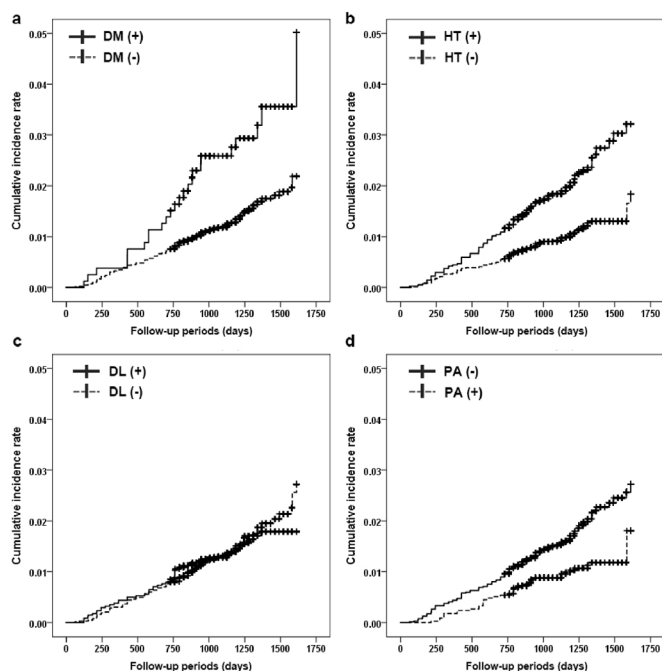 a
DM (+)
DM (-)
0.05
0.04
0.03
0.02
0.01
0.00
Cumulative incidence rate
0 250 500 750 1000 1250 1500 1750
Follow-up periods (days)
b
HT (+)
HT (-)
0.05
0.04
0.03
0.02
0.01
0.00
Cumulative incidence rate
0 250 500 750 1000 1250 1500 1750
Follow-up periods (days)
c
DL (+)
DL (-)
0.05
0.04
0.03
0.02
0.01
0.00
Cumulative incidence rate
0 250 500 750 1000 1250 1500 1750
Follow-up periods (days)
d
PA (-)
PA (+)
0.05
0.04
0.03
0.02
0.01
0.00
Cumulative incidence rate
0 250 500 750 1000 1250 1500 1750
Follow-up periods (days)